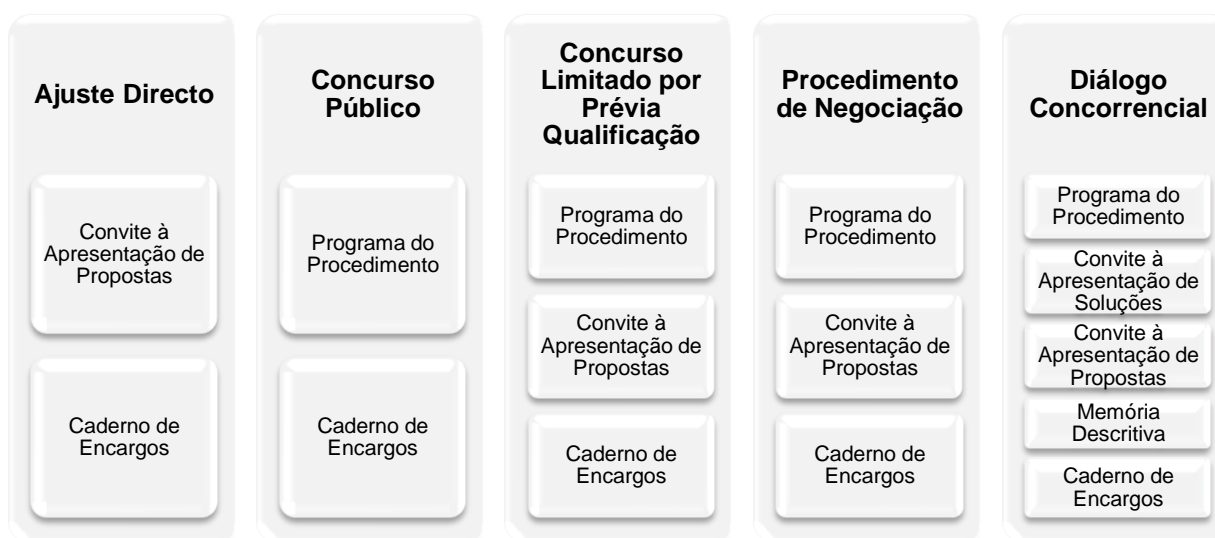 Ajuste Directo
Convite à
Apresentação de
Propostas
Caderno de
Encargos
Concurso
Público
Programa do
Procedimento
Caderno de
Encargos
Concurso
Limitado por
Prévia
Qualificação
Programa do
Procedimento
Convite à
Apresentação de
Propostas
Caderno de
Encargos
Procedimento
de Negociação
Programa do
Procedimento
Convite à
Apresentação de
Propostas
Caderno de
Encargos
Diálogo
Concorrencial
Programa do
Procedimento
Convite à
Apresentação de
Soluções
Convite à
Apresentação de
Propostas
Memória
Descritiva
Caderno de
Encargos